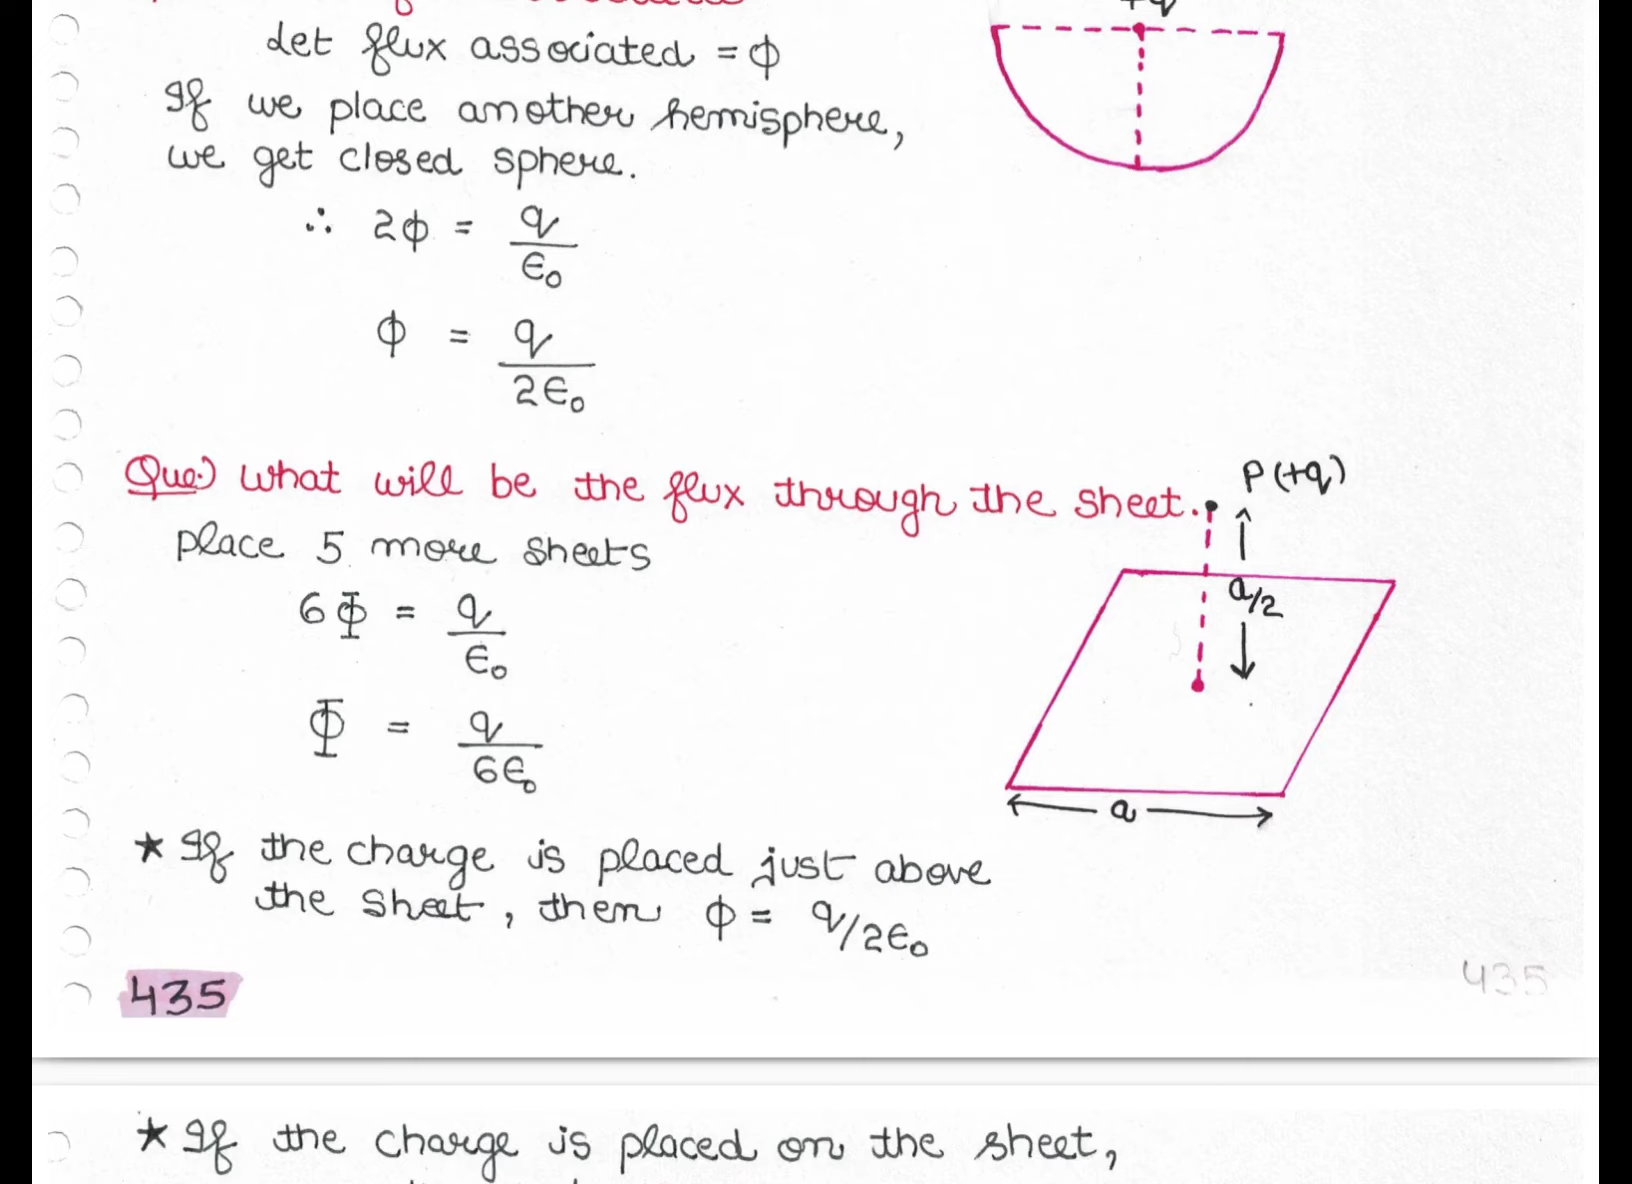 +q
Let flux associated = ϕ
If we place another hemisphere,
we get closed sphere.
∴ 2ϕ = q/ϵ₀
ϕ = q/2ϵ₀
Que.) What will be the flux through the sheet.
P(+q)
Place 5 more sheets
a/2
6Φ = q/ϵ₀
Φ = q/6ϵ₀
a
★ If the charge is placed just above
the sheet, then ϕ = q/2ϵ₀
435
435
★ If the charge is placed on the sheet,